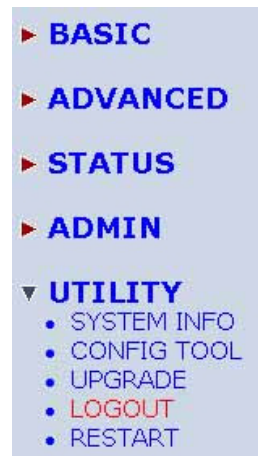 BASIC
ADVANCED
STATUS
ADMIN
UTILITY
SYSTEM INFO
CONFIG TOOL
UPGRADE
LOGOUT
RESTART